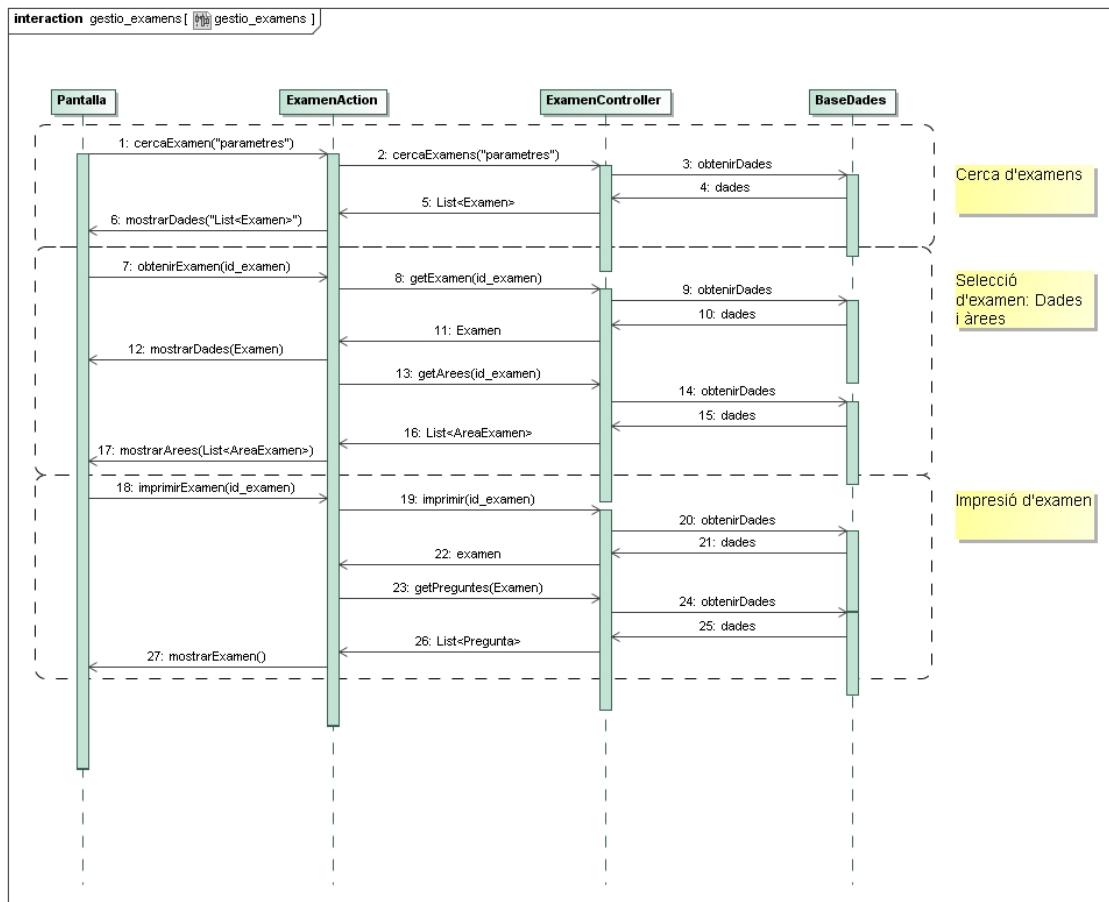 interaction gestio_examens [ gestio_examens ]
Pantalla
ExamenAction
ExamenController
BaseDades
1: cercaExamen("parametres")
2: cercaExamens("parametres")
3: obtenirDades
4: dades
5: List<Examen>
6: mostrarDades("List<Examen>")
Cerca d'examens
7: obtenirExamen(id_examen)
8: getExamen(id_examen)
9: obtenirDades
10: dades
11: Examen
12: mostrarDades(Examen)
13: getArees(id_examen)
14: obtenirDades
15: dades
16: List<AreaExamen>
17: mostrarArees(List<AreaExamen>)
Selecció
d'examen: Dades
i àrees
18: imprimirExamen(id_examen)
19: imprimir(id_examen)
20: obtenirDades
21: dades
22: examen
23: getPreguntes(Examen)
24: obtenirDades
25: dades
26: List<Pregunta>
27: mostrarExamen()
Impresió d'examen